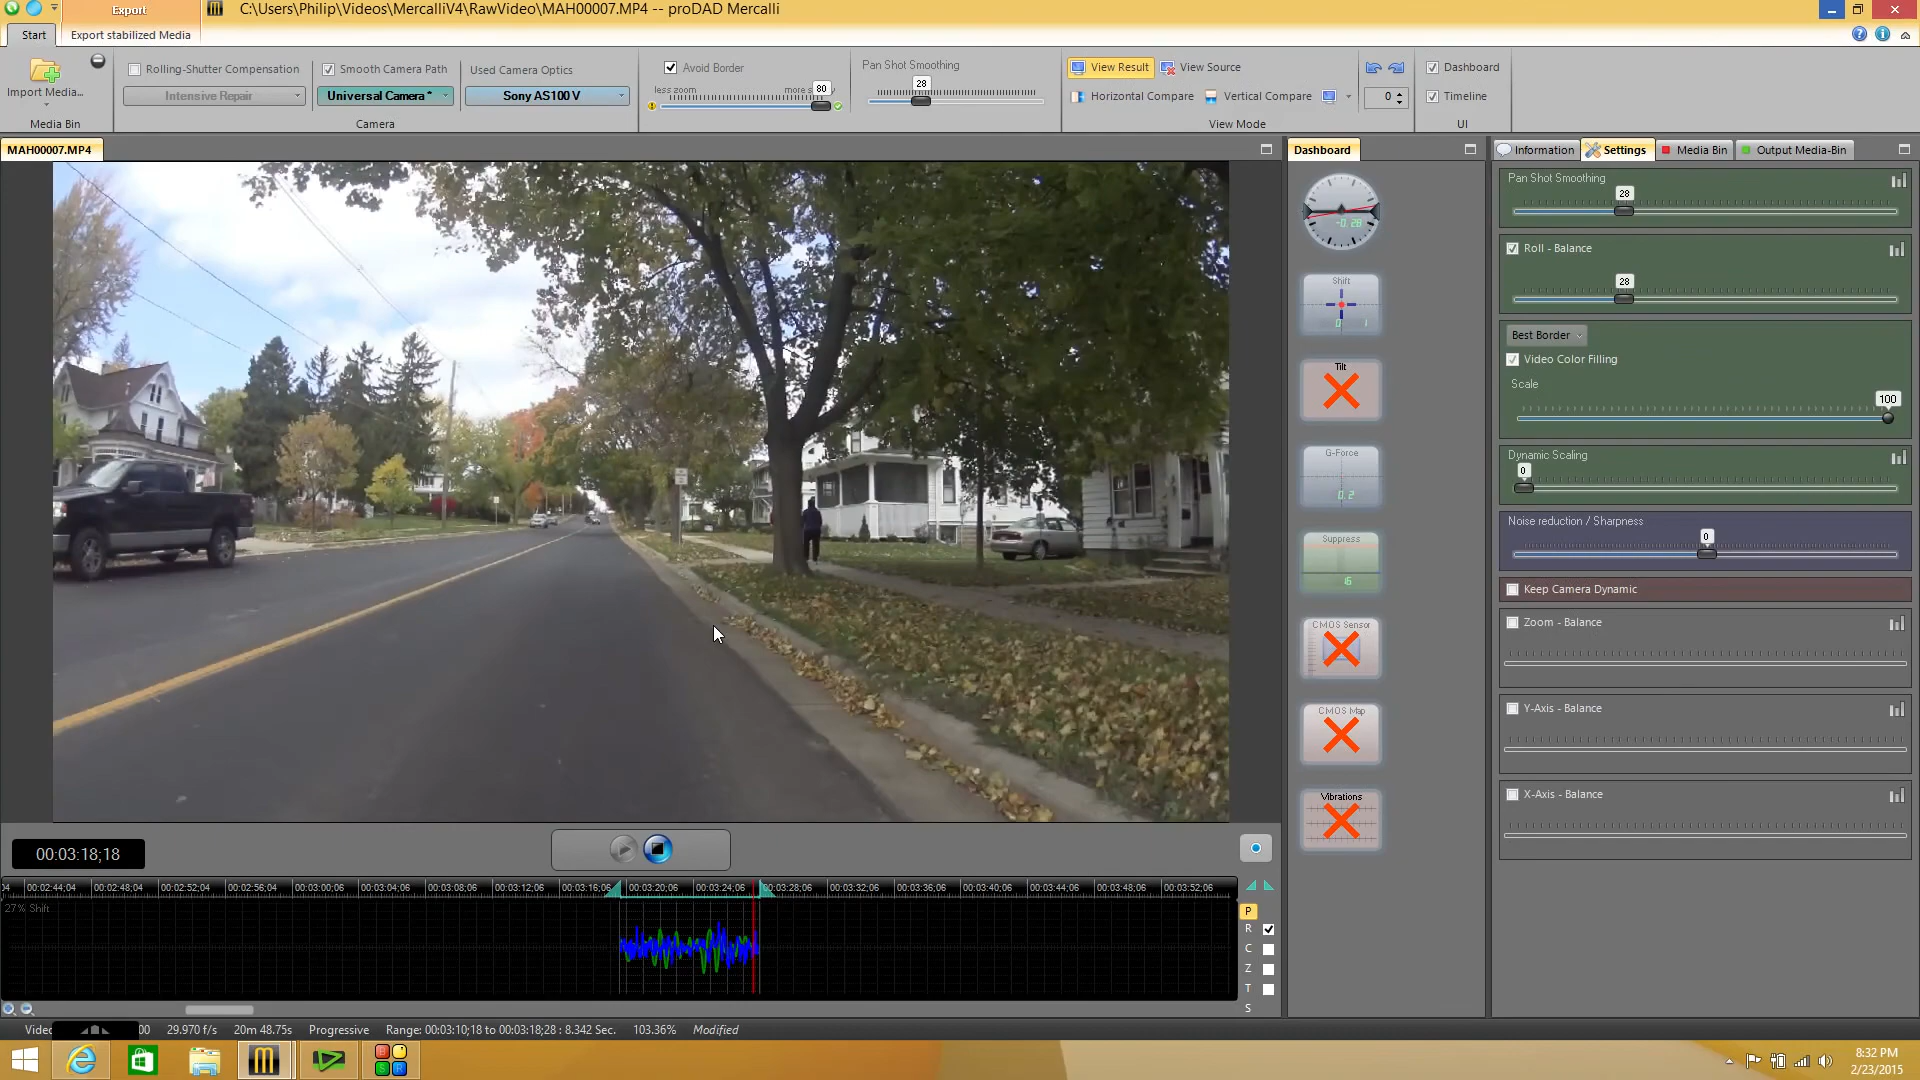 Export
C:\Users\Philip\Videos\MercalliV4\RawVideo\MAH00007.MP4 -- proDAD Mercalli
Start
Export stabilized Media
Import Media...
Media Bin
Rolling-Shutter Compensation
Intensive Repair
Smooth Camera Path
Universal Camera *
Used Camera Optics
Sony AS100 V
Camera
Avoid Border
less zoom
80
Pan Shot Smoothing
28
View Result
View Source
Horizontal Compare
Vertical Compare
View Mode
0
Dashboard
Timeline
UI
MAH00007.MP4
Dashboard
Information
Settings
Media Bin
Output Media-Bin
-0.28
Shift
0 1
Tilt
G-Force
0.2
Suppress
16
CMOS Sensor
CMOS Map
Vibrations
Pan Shot Smoothing
28
Roll - Balance
28
Best Border
Video Color Filling
Scale
100
Dynamic Scaling
0
Noise reduction / Sharpness
0
Keep Camera Dynamic
Zoom - Balance
Y-Axis - Balance
X-Axis - Balance
00:03:18;18
04 00:02:44;04 00:02:48;04 00:02:52;04 00:02:56;04 00:03:00;06 00:03:04;06 00:03:08;06 00:03:12;06 00:03:16;06 00:03:20;06 00:03:24;06 00:03:28;06 00:03:32;06 00:03:36;06 00:03:40;06 00:03:44;06 00:03:48;06 00:03:52;06
27% Shift
P
R
C
Z
T
S
29.970 f/s 20m 48.75s Progressive Range: 00:03:10;18 to 00:03:18;28 : 8.342 Sec. 103.36% Modified
8:32 PM
2/23/2015